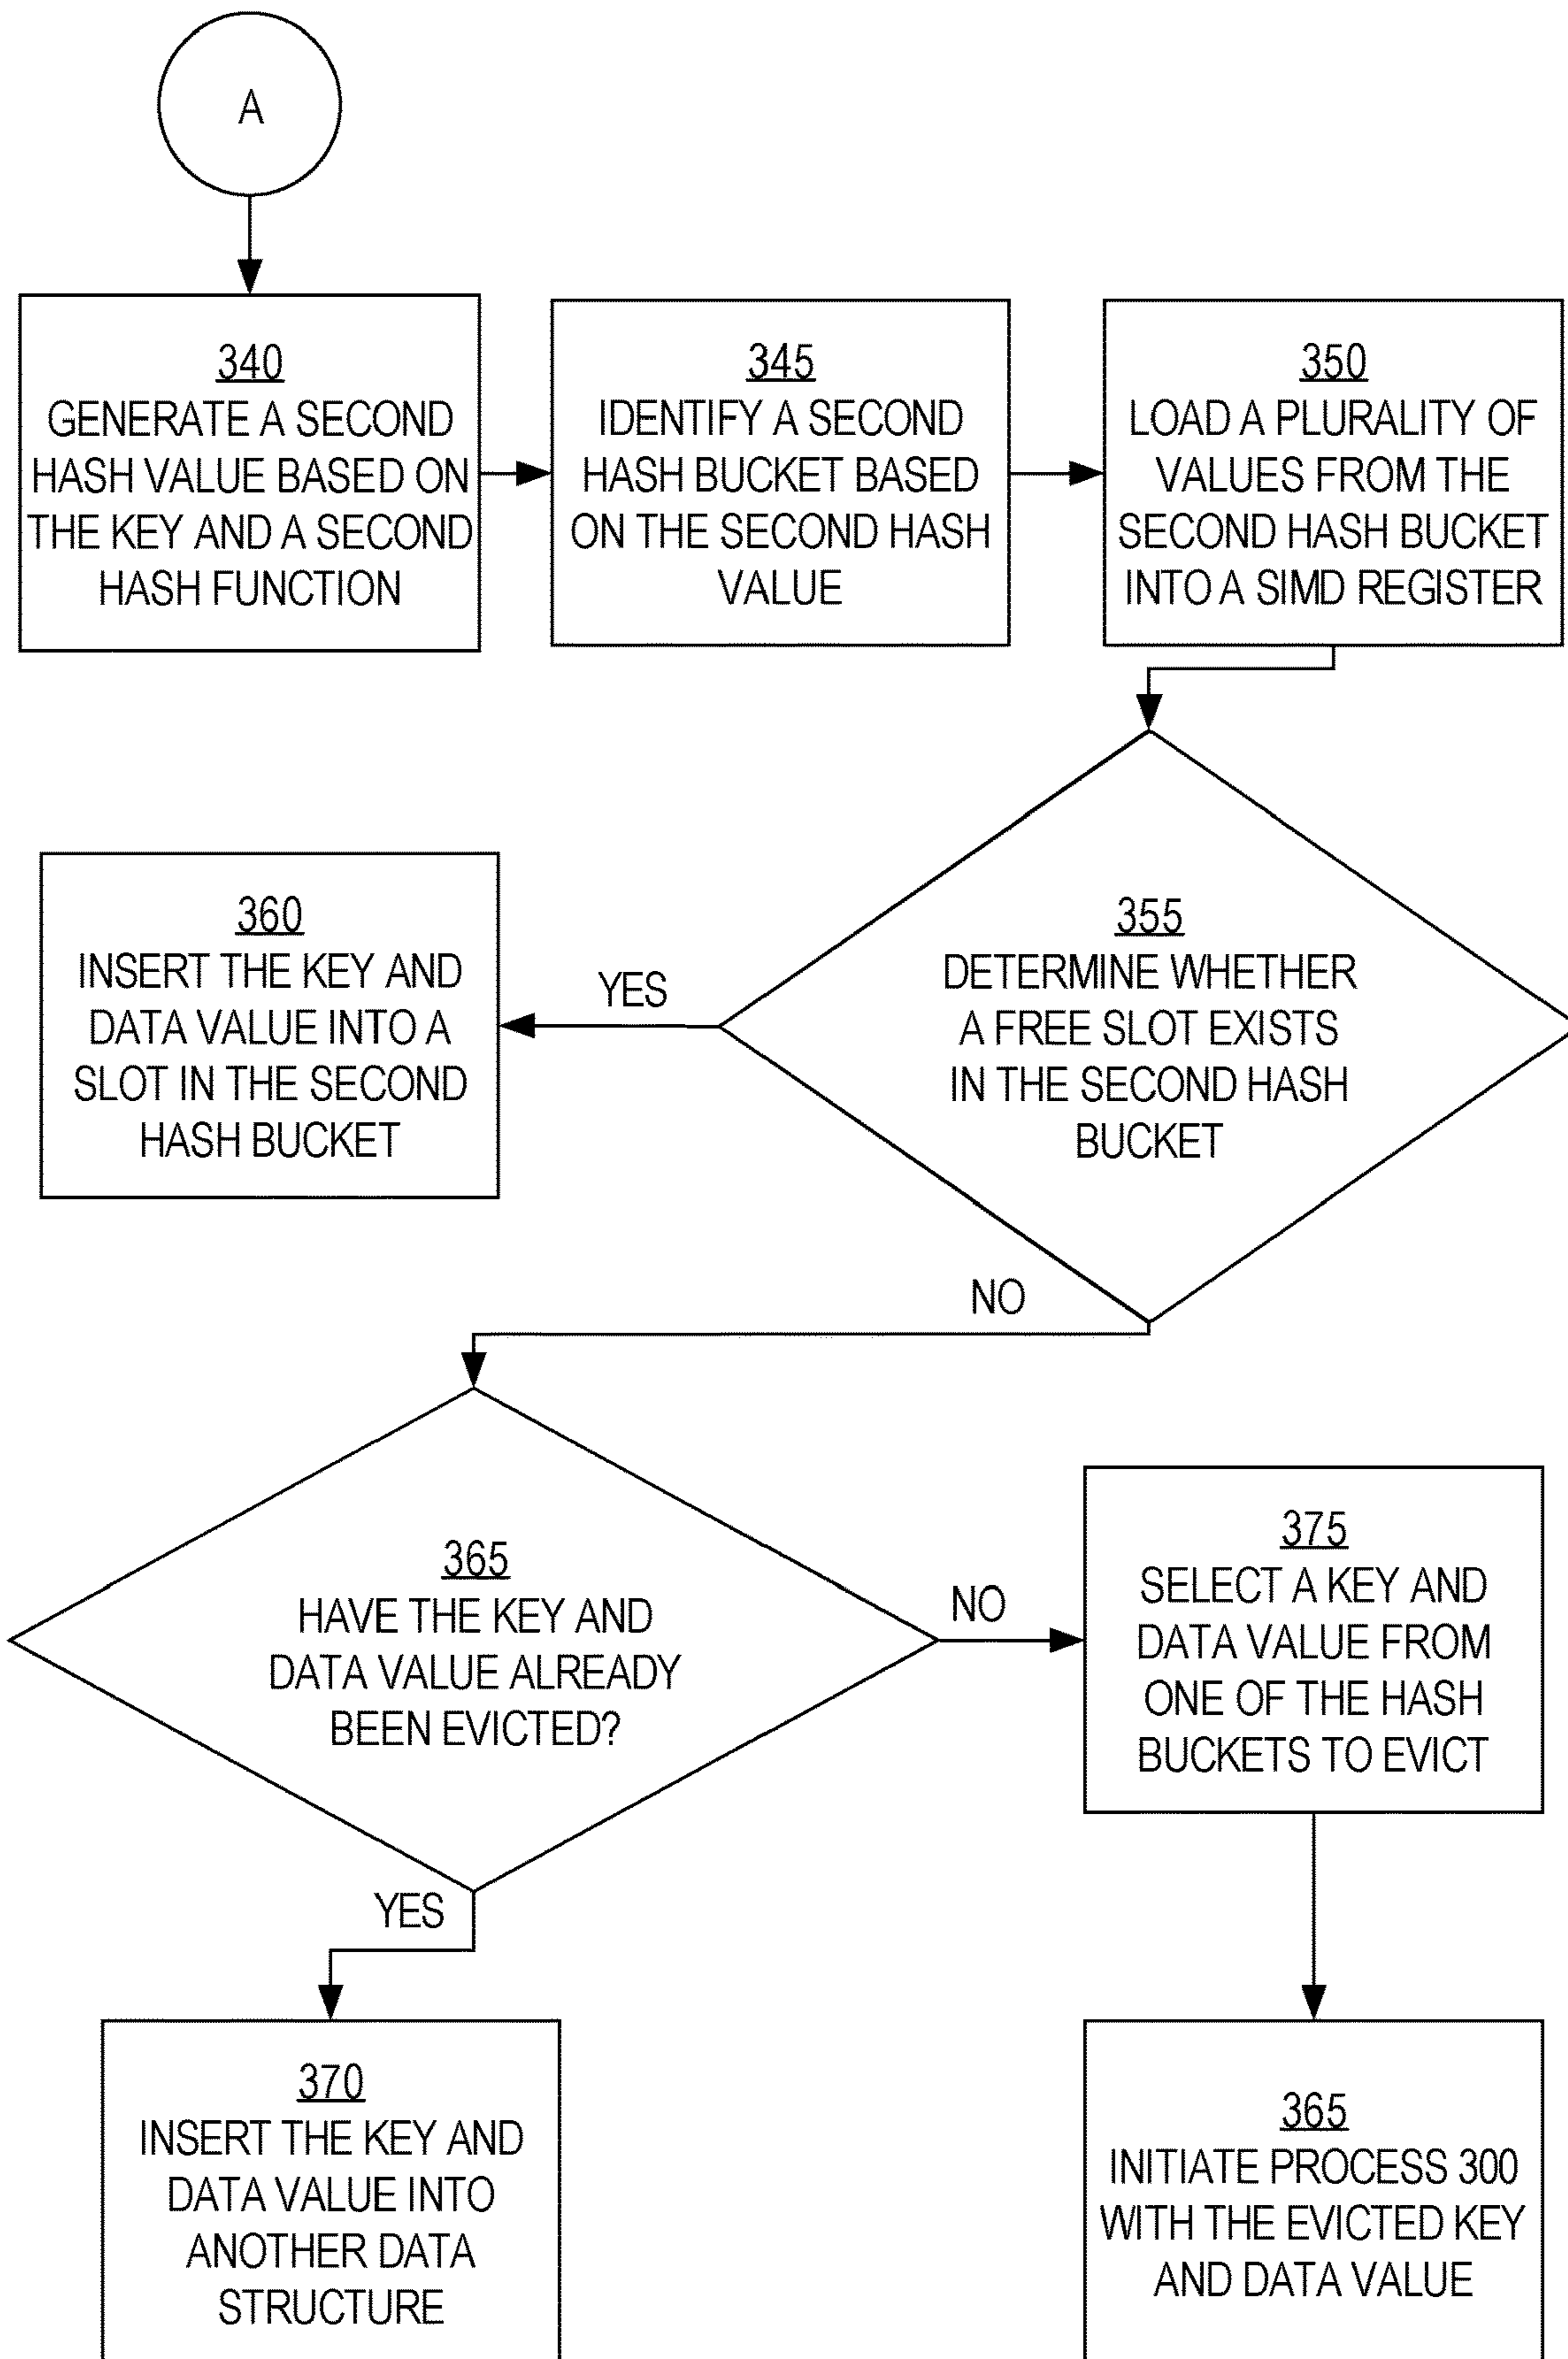 A
340
GENERATE A SECOND
HASH VALUE BASED ON
THE KEY AND A SECOND
HASH FUNCTION
345
IDENTIFY A SECOND
HASH BUCKET BASED
ON THE SECOND HASH
VALUE
350
LOAD A PLURALITY OF
VALUES FROM THE
SECOND HASH BUCKET
INTO A SIMD REGISTER
355
DETERMINE WHETHER
A FREE SLOT EXISTS
IN THE SECOND HASH
BUCKET
YES
360
INSERT THE KEY AND
DATA VALUE INTO A
SLOT IN THE SECOND
HASH BUCKET
NO
365
HAVE THE KEY AND
DATA VALUE ALREADY
BEEN EVICTED?
NO
375
SELECT A KEY AND
DATA VALUE FROM
ONE OF THE HASH
BUCKETS TO EVICT
YES
370
INSERT THE KEY AND
DATA VALUE INTO
ANOTHER DATA
STRUCTURE
365
INITIATE PROCESS 300
WITH THE EVICTED KEY
AND DATA VALUE